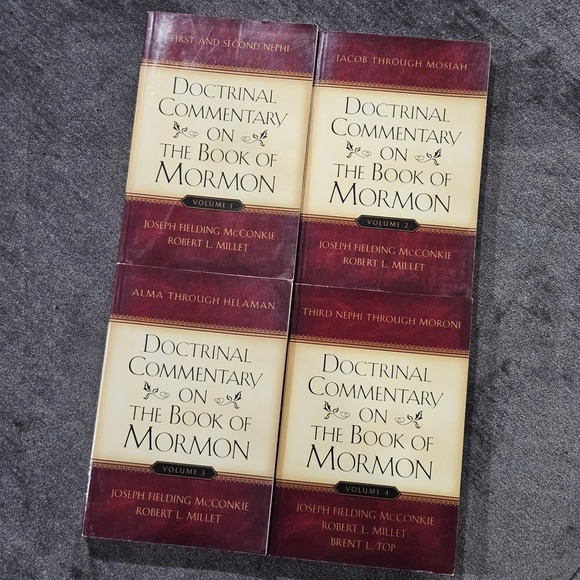 FIRST AND SECOND NEPHI
DOCTRINAL
COMMENTARY
ON
THE BOOK OF
MORMON
VOLUME 1
JOSEPH FIELDING MCCONKIE
ROBERT L. MILLET
JACOB THROUGH MOSIAH
DOCTRINAL
COMMENTARY
ON
THE BOOK OF
MORMON
VOLUME 2
JOSEPH FIELDING MCCONKIE
ROBERT L. MILLET
ALMA THROUGH HELAMAN
DOCTRINAL
COMMENTARY
ON
THE BOOK OF
MORMON
VOLUME 3
JOSEPH FIELDING MCCONKIE
ROBERT L. MILLET
THIRD NEPHI THROUGH MORONI
DOCTRINAL
COMMENTARY
ON
THE BOOK OF
MORMON
VOLUME 4
JOSEPH FIELDING MCCONKIE
ROBERT L. MILLET
BRENT L. TOP